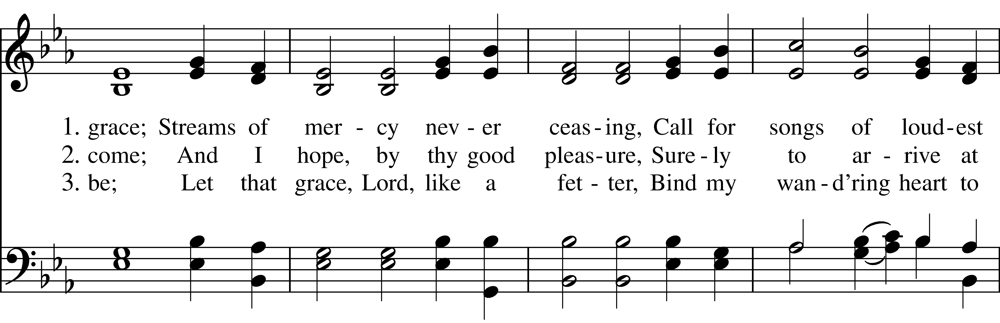 1. grace; Streams of mer - cy nev - er ceas - ing, Call for songs of loud - est
2. come; And I hope, by thy good pleas - ure, Sure - ly to ar - rive at
3. be; Let that grace, Lord, like a fet - ter, Bind my wan - d’ring heart to